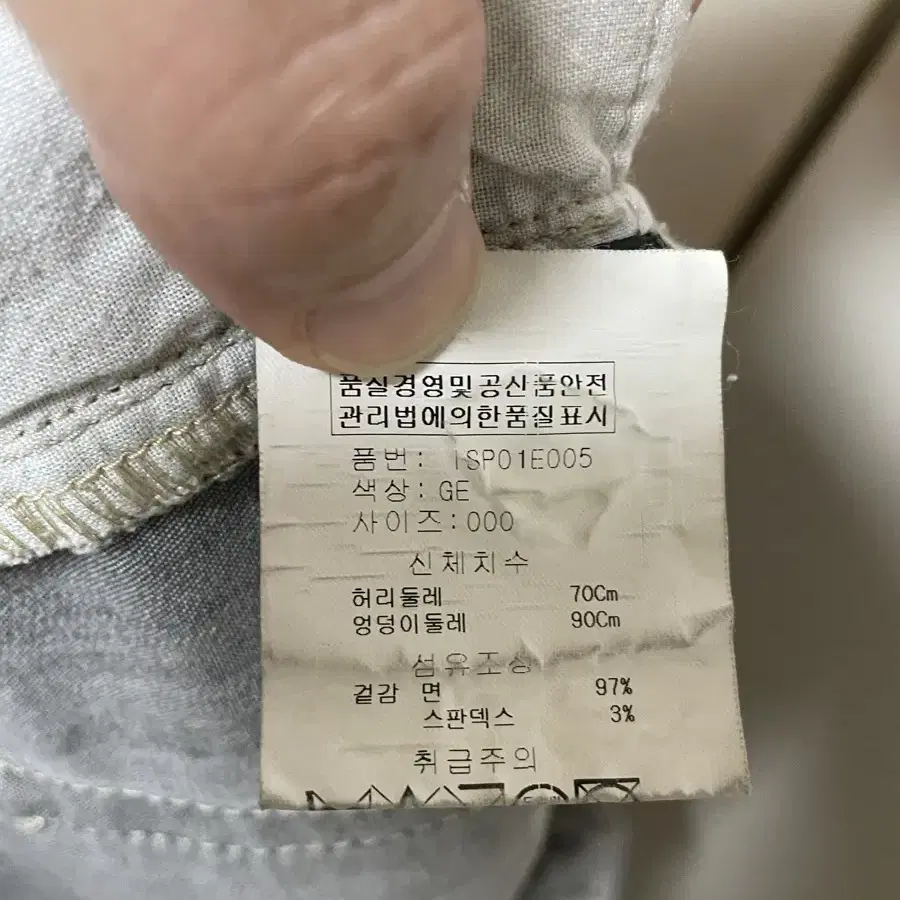 품질경영및공산품안전
관리법에의한품질표시
품번: ISP01E005
색상:GE
사이즈:000
신체치수
허리둘레 70Cm
엉덩이둘레 90Cm
섬유조성
겉감 면 97%
스판덱스 3%
취급주의